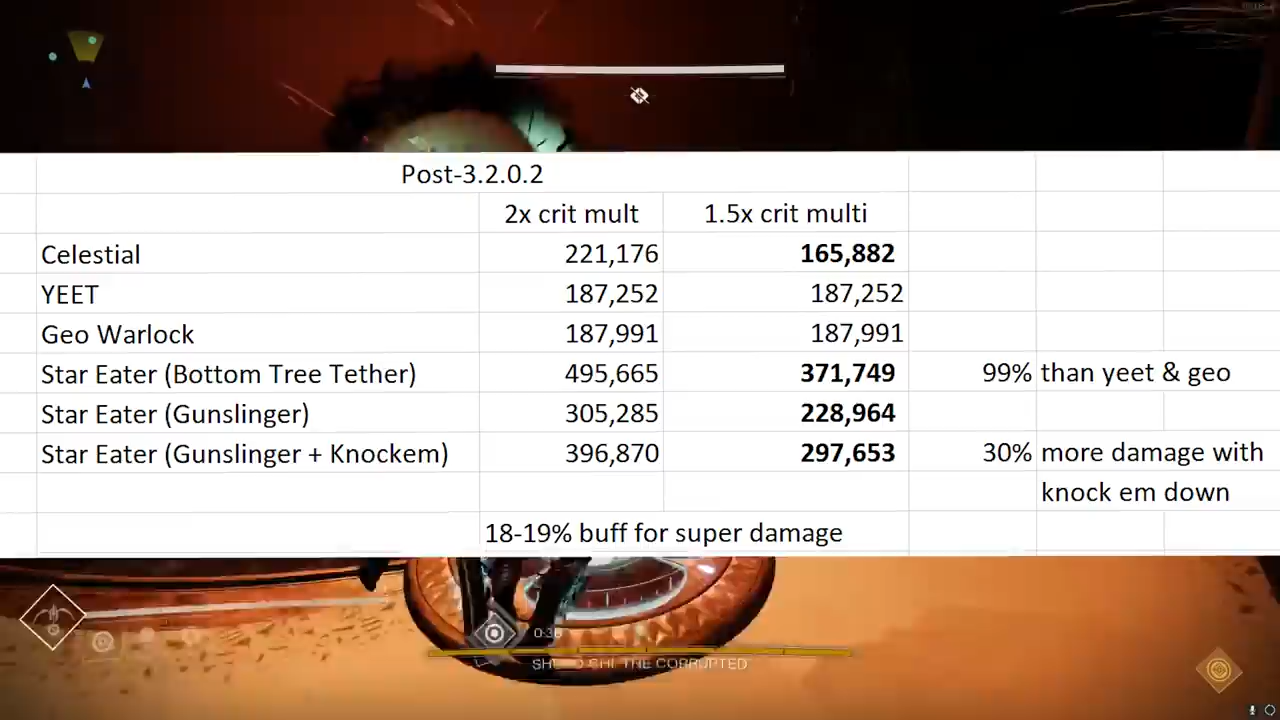 Post-3.2.0.2
2x crit mult 1.5x crit multi
Celestial 221,176 165,882
YEET 187,252 187,252
Geo Warlock 187,991 187,991
Star Eater (Bottom Tree Tether) 495,665 371,749 99% than yeet & geo
Star Eater (Gunslinger) 305,285 228,964
Star Eater (Gunslinger + Knockem) 396,870 297,653 30% more damage with
knock em down
18-19% buff for super damage
THE CORRUPTED